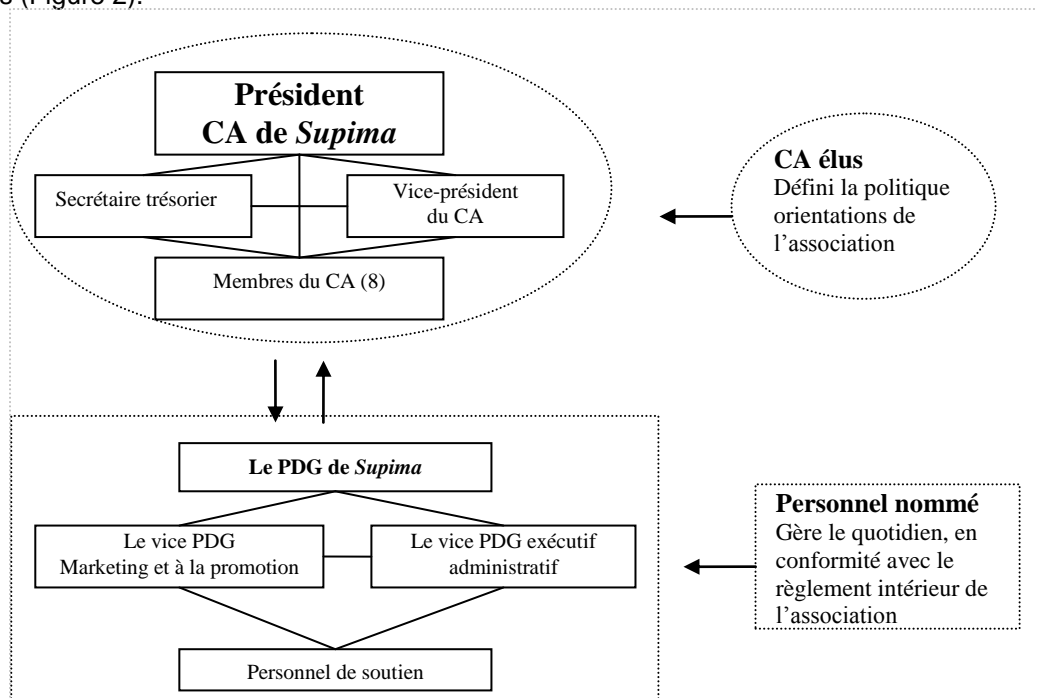 s (Figure 2).
Président
CA de Supima
Secrétaire trésorier
Vice-président
du CA
Membres du CA (8)
CA élus
Défini la politique
orientations de
l’association
Le PDG de Supima
Le vice PDG
Marketing et à la promotion
Le vice PDG exécutif
administratif
Personnel de soutien
Personnel nommé
Gère le quotidien, en
conformité avec le
règlement intérieur de
l’association